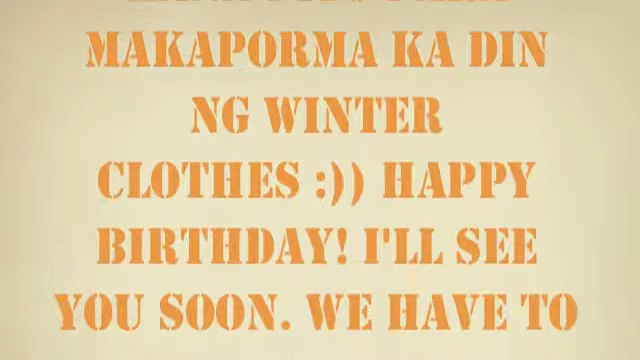 MAKAPORMA KA DIN
NG WINTER
CLOTHES :)) HAPPY
BIRTHDAY! I'LL SEE
YOU SOON. WE HAVE TO